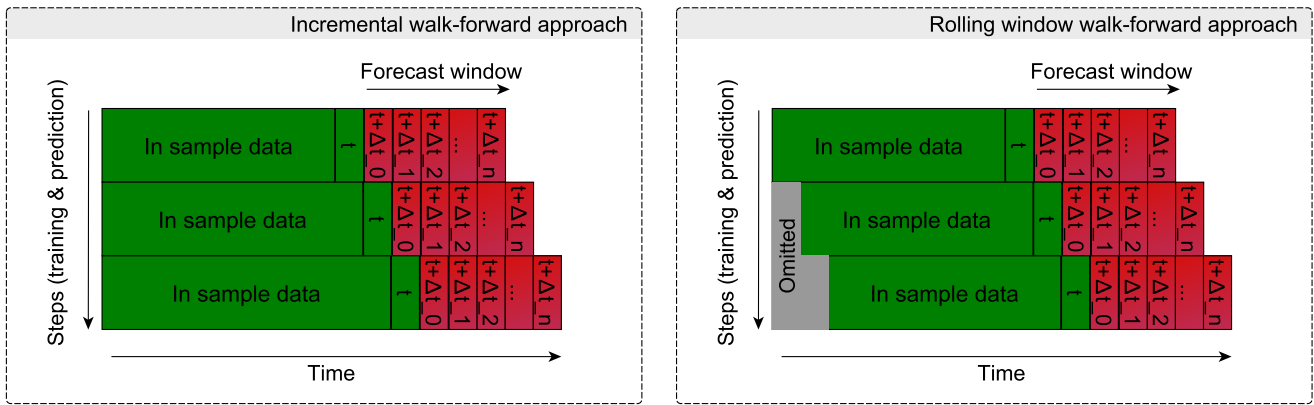 Incremental walk-forward approach
Forecast window
Steps (training & prediction)
In sample data t t+Δt_0 t+Δt_1 t+Δt_2 ... t+Δt_n
In sample data t t+Δt_0 t+Δt_1 t+Δt_2 ... t+Δt_n
In sample data t t+Δt_0 t+Δt_1 t+Δt_2 ... t+Δt_n
Time
Rolling window walk-forward approach
Forecast window
Steps (training & prediction)
In sample data t t+Δt_0 t+Δt_1 t+Δt_2 ... t+Δt_n
Omitted
In sample data t t+Δt_0 t+Δt_1 t+Δt_2 ... t+Δt_n
In sample data t t+Δt_0 t+Δt_1 t+Δt_2 ... t+Δt_n
Time